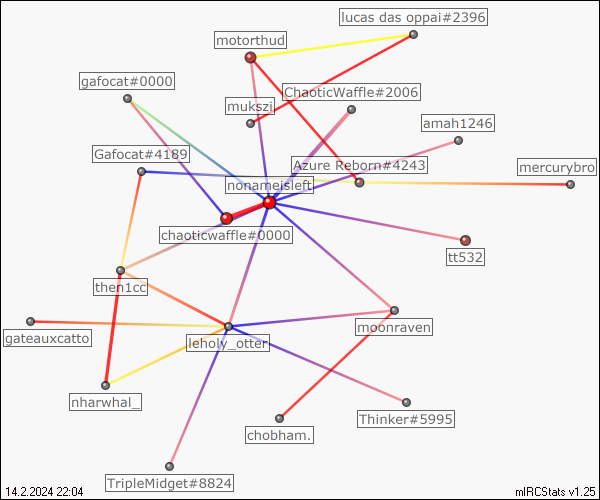 lucas das oppai#2396
motorthud
gafocat#0000
ChaoticWaffle#2006
mukszi
amah1246
Gafocat#4189
Azure Reborn#4243
mercurybro
nonameisleft
chaoticwaffle#0000
tt532
then1cc
moonraven
gateauxcatto
leholy_otter
nharwhal_
Thinker#5995
chobham.
TripleMidget#8824
14.2.2024 22:04
mIRCStats v1.25